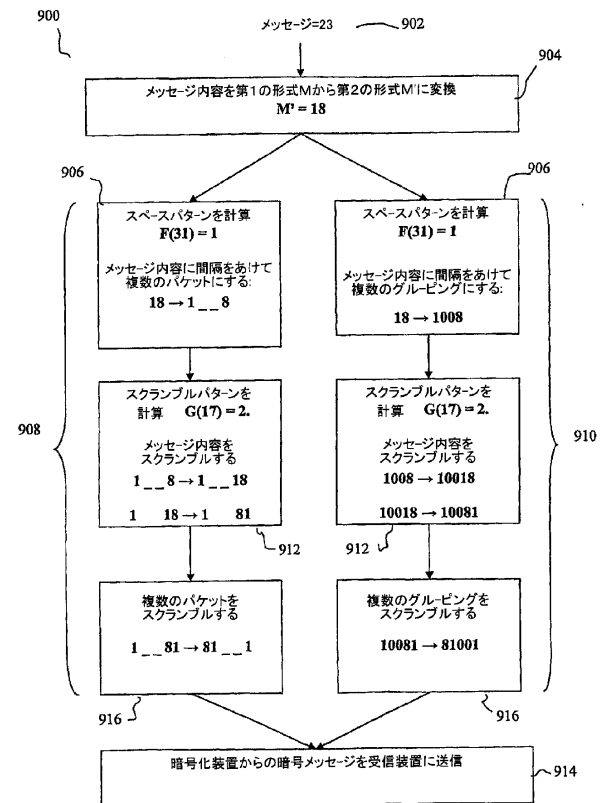 900
メッセージ=23
902
904
メッセージ内容を第1の形式Mから第2の形式M'に変換
M' = 18
906
スペースパターンを計算
F(31) = 1
メッセージ内容に間隔をあけて
複数のパケットにする:
18 → 1 _ _ 8
906
スペースパターンを計算
F(31) = 1
メッセージ内容に間隔をあけて
複数のグルーピングにする:
18 → 1008
908
スクランブルパターンを
計算 G(17) = 2.
メッセージ内容を
スクランブルする
1 _ _ 8 → 1 _ _ 18
1 18 → 1 81
912
スクランブルパターンを
計算 G(17) = 2.
メッセージ内容を
スクランブルする
1008 → 10018
10018 → 10081
912
910
複数のパケットを
スクランブルする
1 _ _ 81 → 81 _ _ 1
916
複数のグルーピングを
スクランブルする
10081 → 81001
916
暗号化装置からの暗号メッセージを受信装置に送信
914